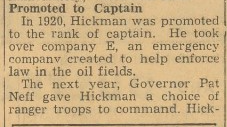 Promoted to Captain
In 1920, Hickman was promoted
to the rank of captain. He took
over company E, an emergency
company created to help enforce
law in the oil fields.
The next year, Governor Pat
Neff gave Hickman a choice of
ranger troops to command. Hick-